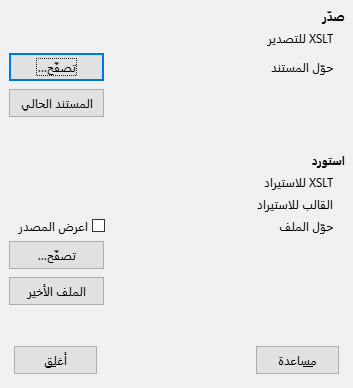 صدّر
XSLT للتصدير
حوّل المستند
تصفّح...
المستند الحالي
استورد
XSLT للاستيراد
القالب للاستيراد
حوّل الملف
اعرض المصدر
تصفّح...
الملف الأخير
مساعدة
أغلق